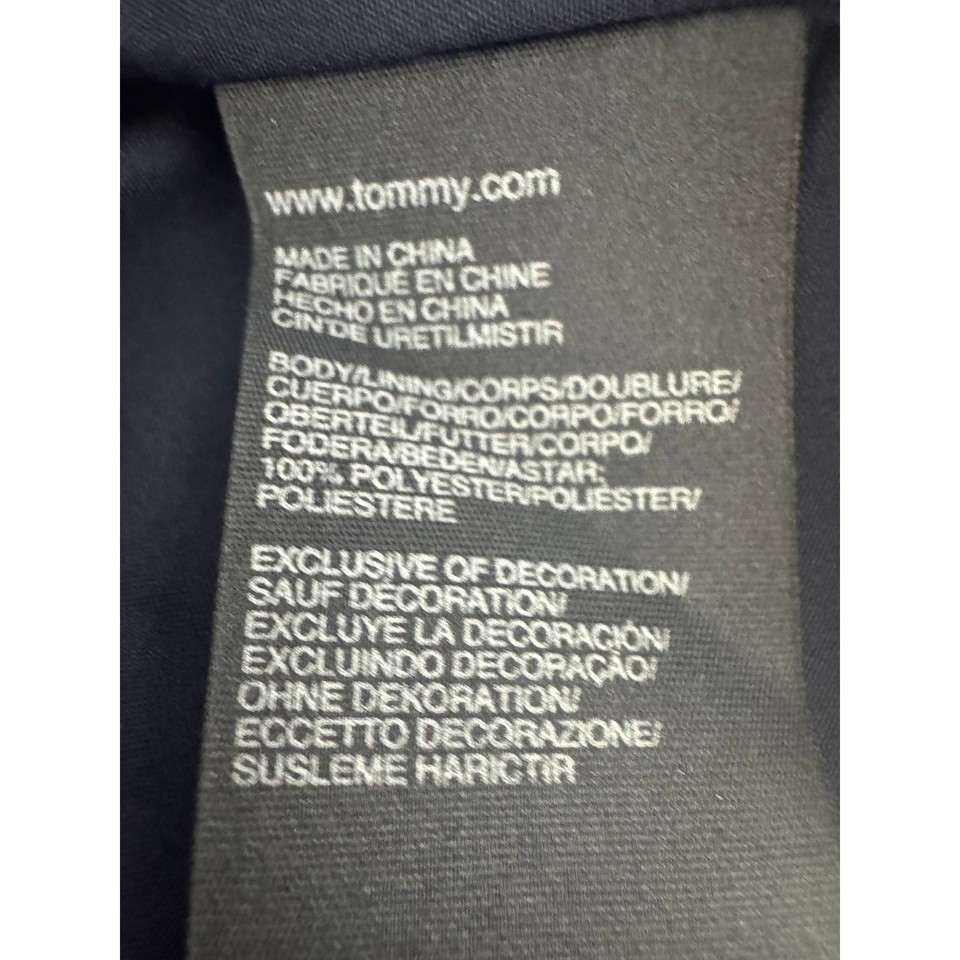 www.tommy.com
MADE IN CHINA
FABRIQUÉ EN CHINE
HECHO EN CHINA
CIN'DE URETILMISTIR
BODY/LINING/CORPS/DOUBLURE/
CUERPO/FORRO/CORPO/FORRO/
OBERTEIL/FUTTER/CORPO/
FODERA/BEDEN/ASTAR:
100% POLYESTER/POLIÉSTER/
POLIESTERE
EXCLUSIVE OF DECORATION/
SAUF DÉCORATION/
EXCLUYE LA DECORACIÓN/
EXCLUINDO DECORAÇÃO/
OHNE DEKORATION/
ECCETTO DECORAZIONE/
SUSLEME HARICTIR